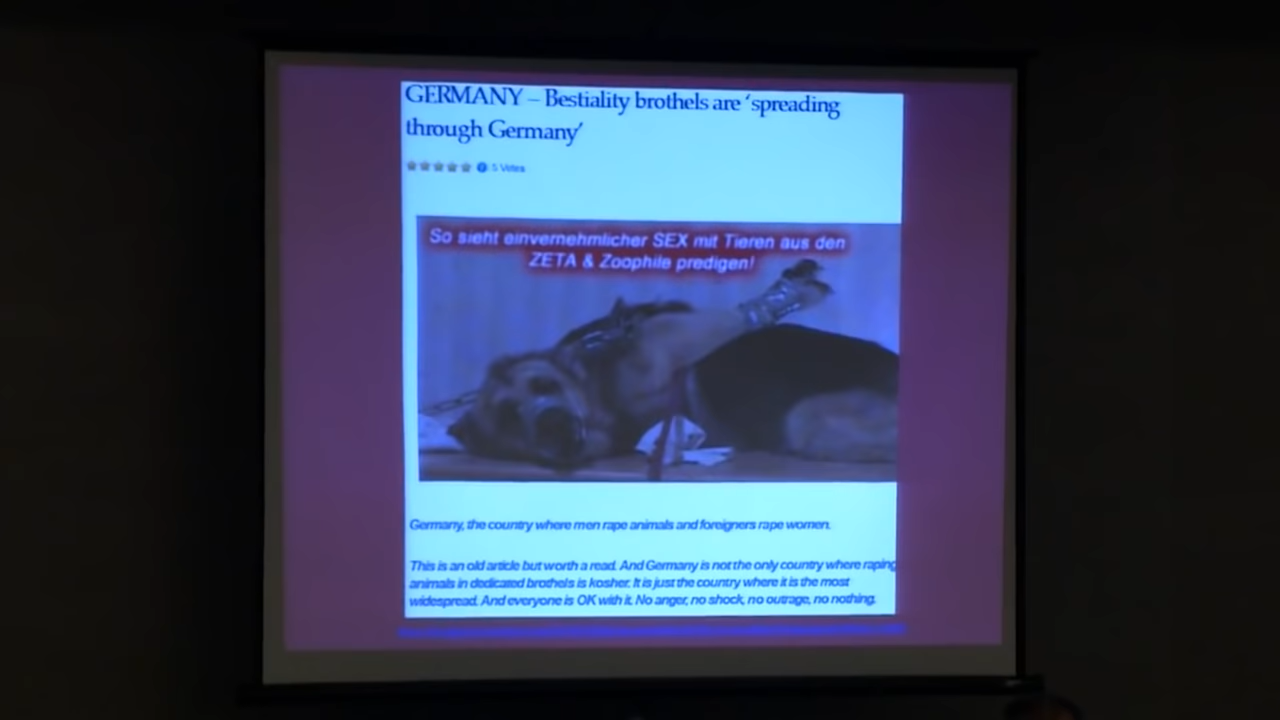 GERMANY – Bestiality brothels are ‘spreading
through Germany’
5 Votes
So sieht einvernehmlicher SEX mit Tieren aus den
ZETA & Zoophile predigen!
Germany, the country where men rape animals and foreigners rape women.
This is an old article but worth a read. And Germany is not the only country where raping
animals in dedicated brothels is kosher. It is just the country where it is the most
widespread. And everyone is OK with it. No anger, no shock, no outrage, no nothing.